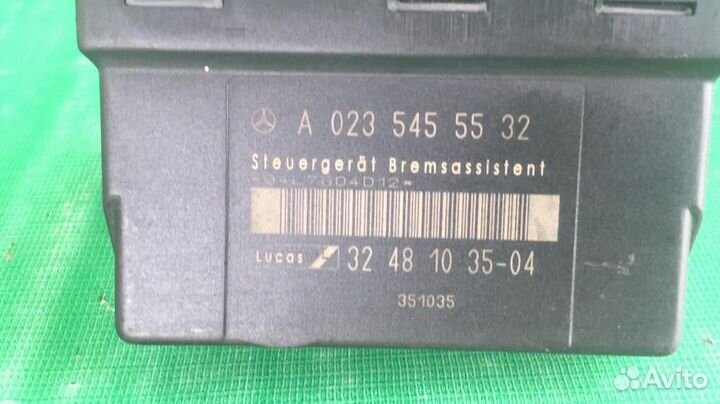 A 023 545 55 32
Steuergerät Bremsassistent
Lucas 32 48 10 35-04
351035
Avito